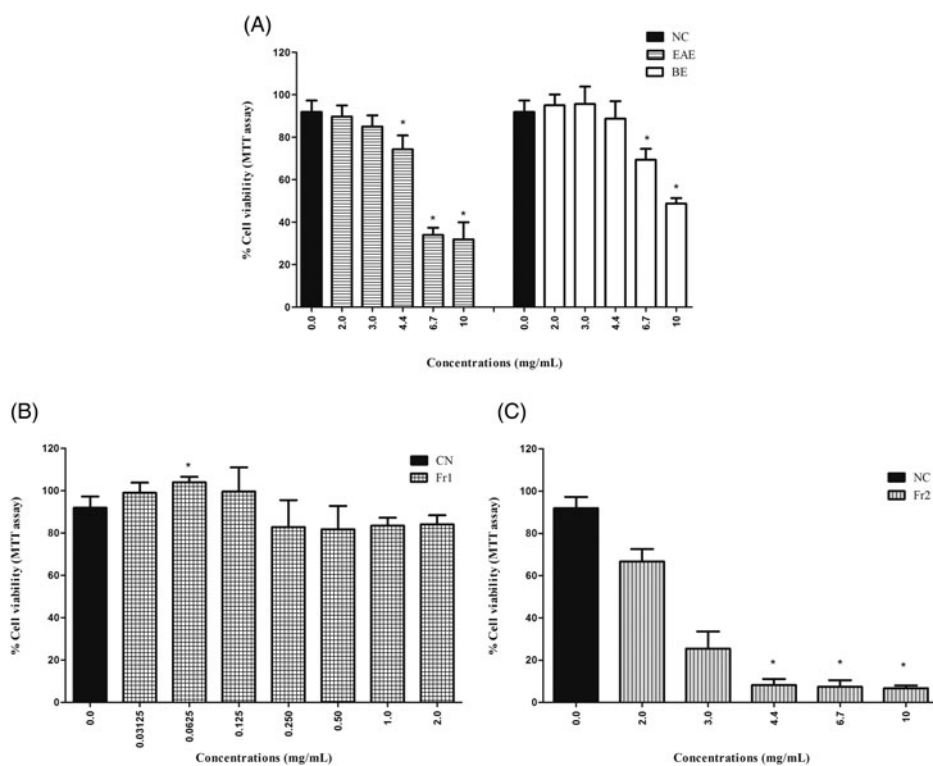 (A)
NC
EAE
BE
% Cell viability (MTT assay)
120
100
80
60
40
20
0
* * * * *
0.0 2.0 3.0 4.4 6.7 10 0.0 2.0 3.0 4.4 6.7 10
Concentrations (mg/mL)
(B)
CN
Fr1
% Cell viability (MTT assay)
120
100
80
60
40
20
0
*
0.0 0.03125 0.0625 0.125 0.250 0.50 1.0 2.0
Concentrations (mg/mL)
(C)
NC
Fr2
% Cell viability (MTT assay)
120
100
80
60
40
20
0
* * *
0.0 2.0 3.0 4.4 6.7 10
Concentrations (mg/mL)